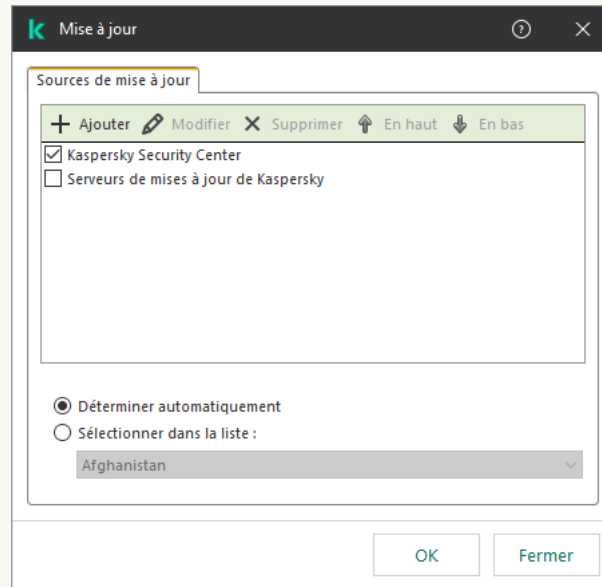 Mise à jour
Sources de mise à jour
Ajouter Modifier Supprimer En haut En bas
Kaspersky Security Center
Serveurs de mises à jour de Kaspersky
Déterminer automatiquement
Sélectionner dans la liste :
Afghanistan
OK Fermer